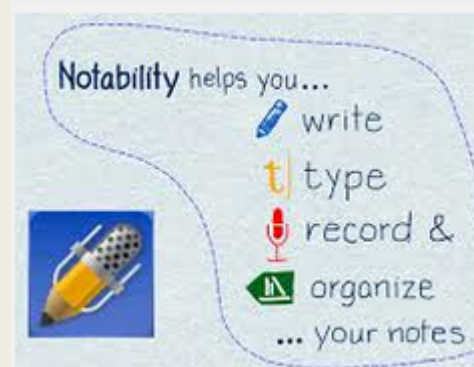 Notability helps you...
write
t| type
record &
organize
... your notes